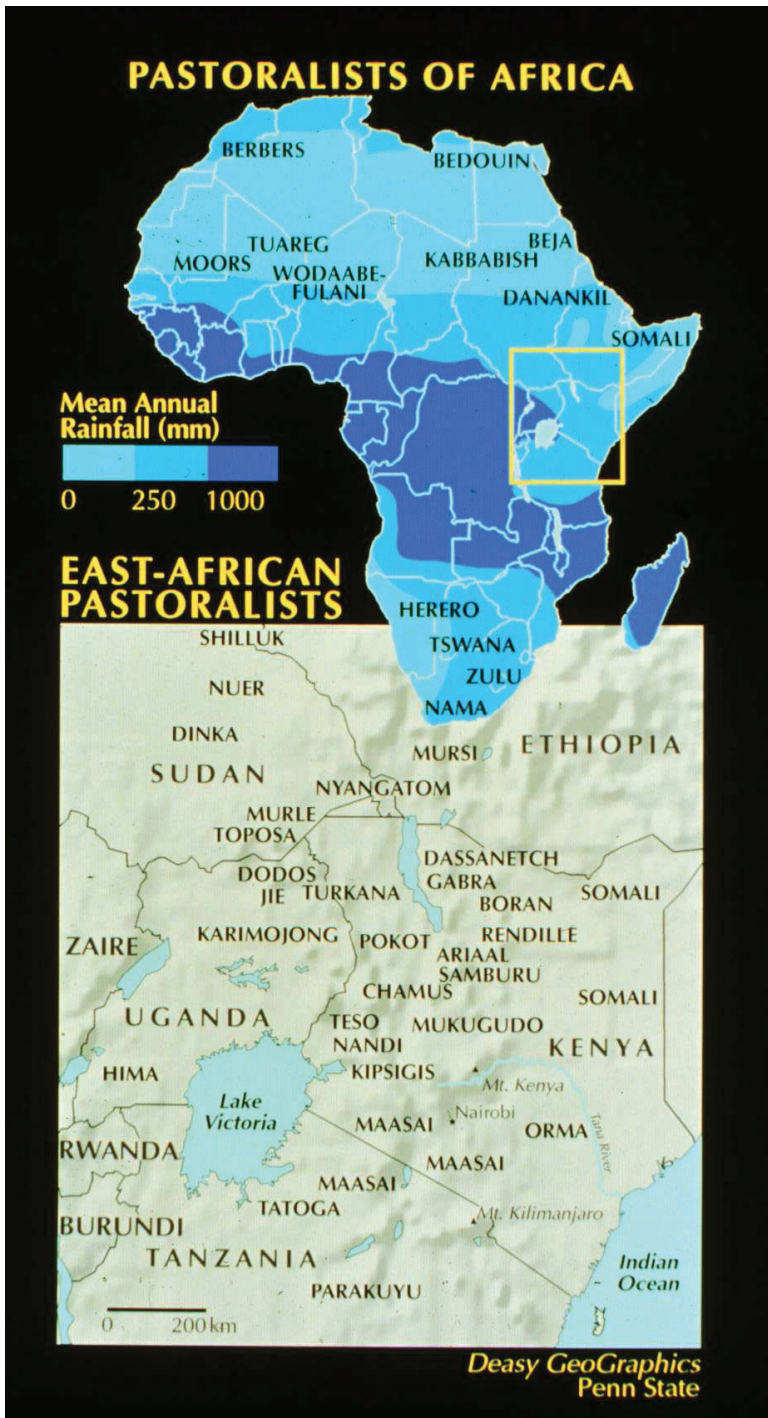 PASTORALISTS OF AFRICA
BERBERS
BEDOUIN
TUAREG
BEJA
MOORS
KABBABISH
WODAABE-
FULANI
DANANKIL
SOMALI
Mean Annual
Rainfall (mm)
0 250 1000
EAST-AFRICAN
PASTORALISTS
HERERO
TSWANA
ZULU
NAMA
SHILLUK
NUER
DINKA
SUDAN
MURSI
ETHIOPIA
NYANGATOM
MURLE
TOPOSA
DODOS
JIE
TURKANA
DASSANETCH
GABRA
BORAN
SOMALI
KARIMOJONG
POKOT
RENDILLE
ARIAAL
SAMBURU
ZAIRE
CHAMUS
SOMALI
UGANDA
TESO
MUKUGUDO
NANDI
KENYA
HIMA
KIPSIGIS
Mt. Kenya
Lake
Victoria
MAASAI
Nairobi
ORMA
Tana River
RWANDA
MAASAI
MAASAI
TATOGA
Mt. Kilimanjaro
BURUNDI
TANZANIA
Indian
Ocean
PARAKUYU
0 200 km
Deasy GeoGraphics
Penn State